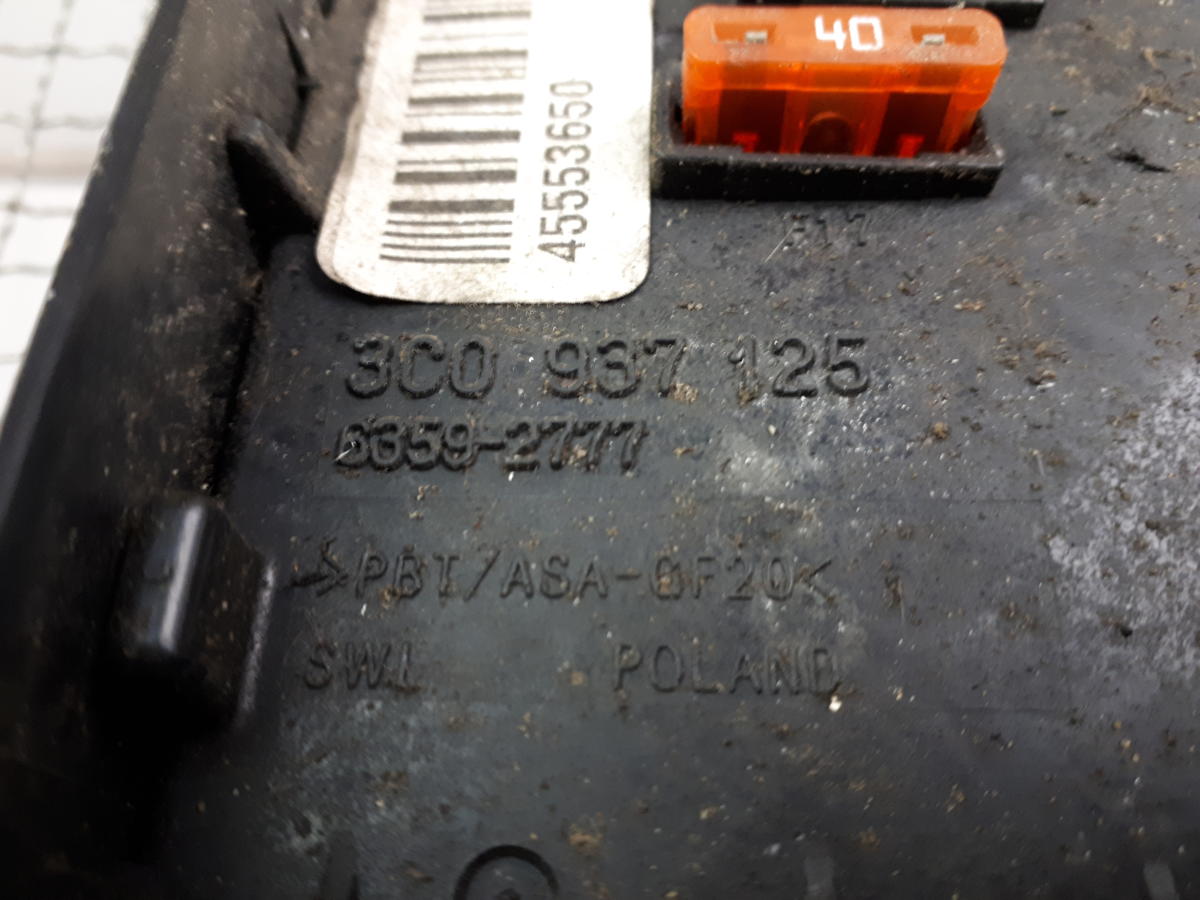 40
45553650
F17
3C0 937 125
6359-2777
>PBT/ASA-GF20<
SWL POLAND